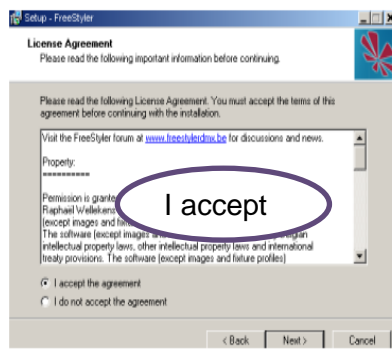 Setup - FreeStyler
License Agreement
Please read the following important information before continuing.
Please read the following License Agreement. You must accept the terms of this
agreement before continuing with the installation.
Visit the FreeStyler forum at www.freestylerdmx.be for discussions and news.
Property:
==========
Permission is grante
Raphaël Welleken
(except images and fi
I accept
The software (except images and elgian
intellectual property laws, other intellectual property laws and international
treaty provisions. The software (except images and fixture profiles)
I accept the agreement
I do not accept the agreement
< Back Next > Cancel